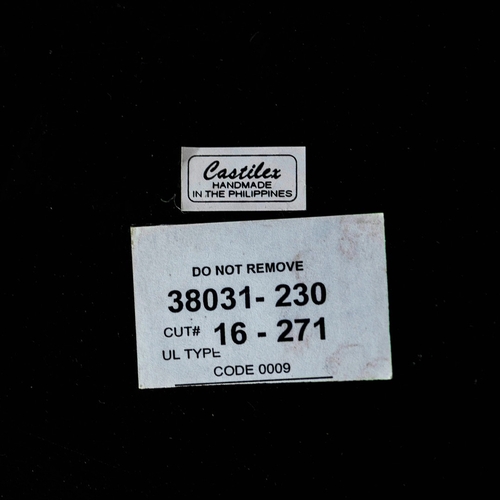 Castilex
HANDMADE
IN THE PHILIPPINES
DO NOT REMOVE
38031- 230
CUT# 16 - 271
UL TYPE
CODE 0009